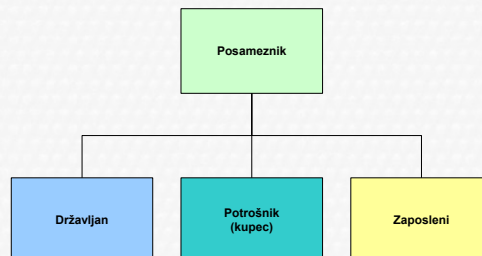 Posameznik
Državljan
Potrošnik
(kupec)
Zaposleni